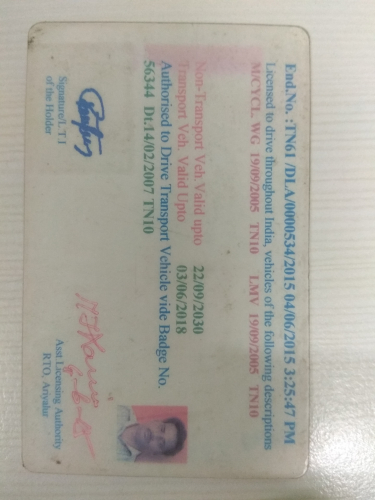 End.No. :TN61 /DLA/0000534/2015 04/06/2015 3:25:47 PM
Licensed to drive throughout India, vehicles of the following descriptions
M/CYCL. WG 19/09/2005 TN10 LMV 19/09/2005 TN10
Non-Transport Veh Valid upto 22/09/2030
Transport Veh. Valid Upto 03/06/2018
Authorised to Drive Transport Vehicle vide Badge No.
56344 Dt:14/02/2007 TN10
Signature/L.T I
of the Holder
Asst Licensing Authority
RTO, Ariyalur